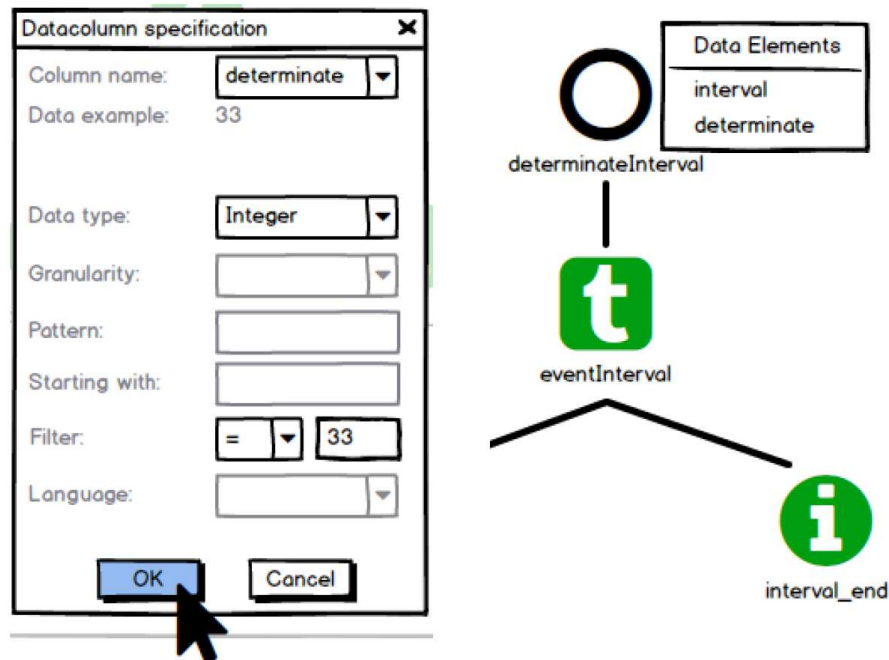 Datacolumn specification
Column name: determinate
Data example: 33
Data type: Integer
Granularity:
Pattern:
Starting with:
Filter: = 33
Language:
OK Cancel
Data Elements
interval
determinate
determinateInterval
t
eventInterval
i
interval_end